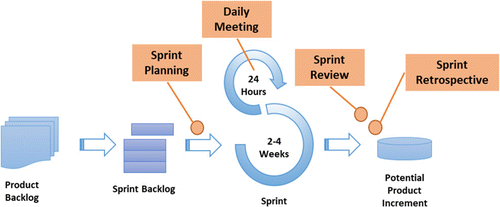 Daily
Meeting
Sprint
Planning
24
Hours
Sprint
Review
Sprint
Retrospective
2-4
Weeks
Product
Backlog
Sprint Backlog
Sprint
Potential
Product
Increment